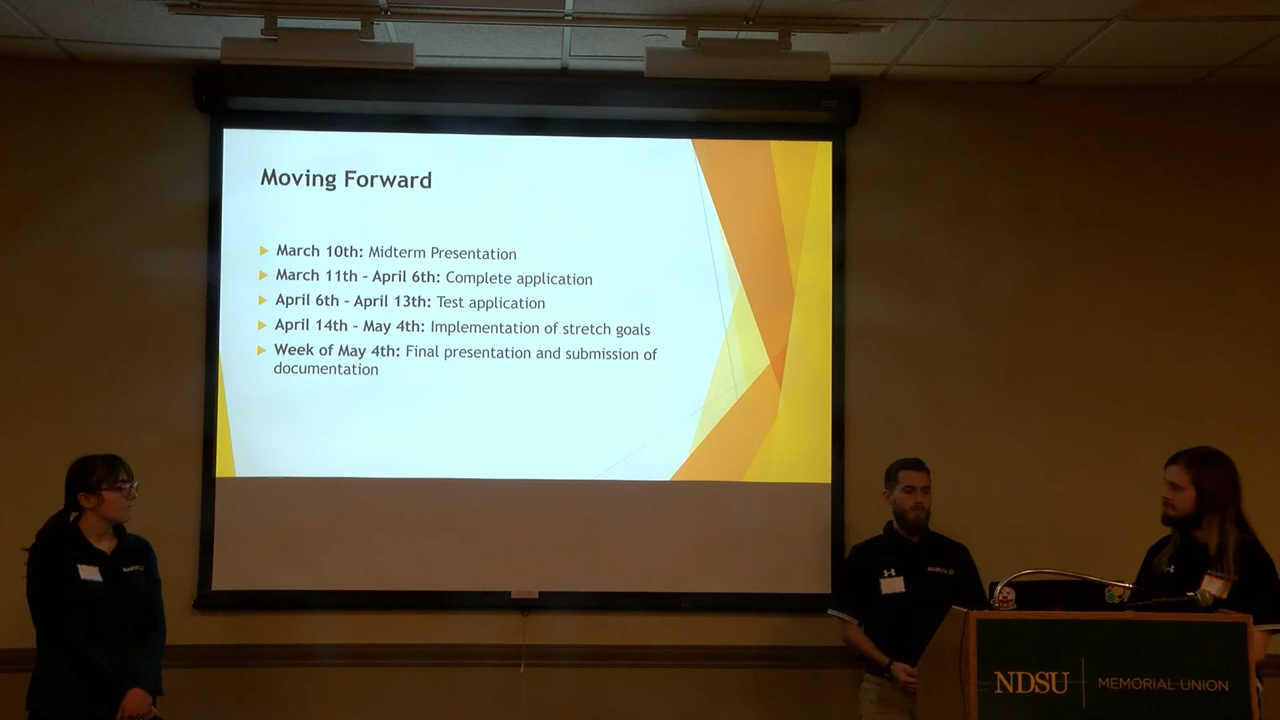 Moving Forward
March 10th: Midterm Presentation
March 11th – April 6th: Complete application
April 6th – April 13th: Test application
April 14th – May 4th: Implementation of stretch goals
Week of May 4th: Final presentation and submission of
documentation
NDSU MEMORIAL UNION